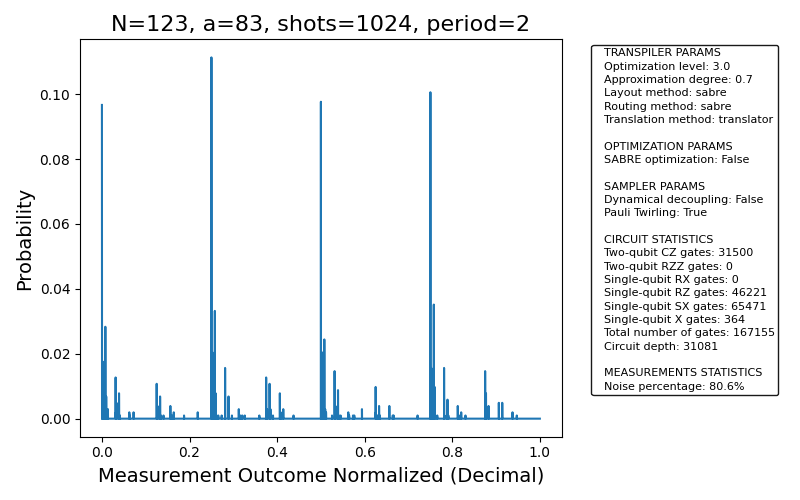 N=123, a=83, shots=1024, period=2
Probability
0.10
0.08
0.06
0.04
0.02
0.00
0.0 0.2 0.4 0.6 0.8 1.0
Measurement Outcome Normalized (Decimal)
TRANSPILER PARAMS
Optimization level: 3.0
Approximation degree: 0.7
Layout method: sabre
Routing method: sabre
Translation method: translator
OPTIMIZATION PARAMS
SABRE optimization: False
SAMPLER PARAMS
Dynamical decoupling: False
Pauli Twirling: True
CIRCUIT STATISTICS
Two-qubit CZ gates: 31500
Two-qubit RZZ gates: 0
Single-qubit RX gates: 0
Single-qubit RZ gates: 46221
Single-qubit SX gates: 65471
Single-qubit X gates: 364
Total number of gates: 167155
Circuit depth: 31081
MEASUREMENTS STATISTICS
Noise percentage: 80.6%